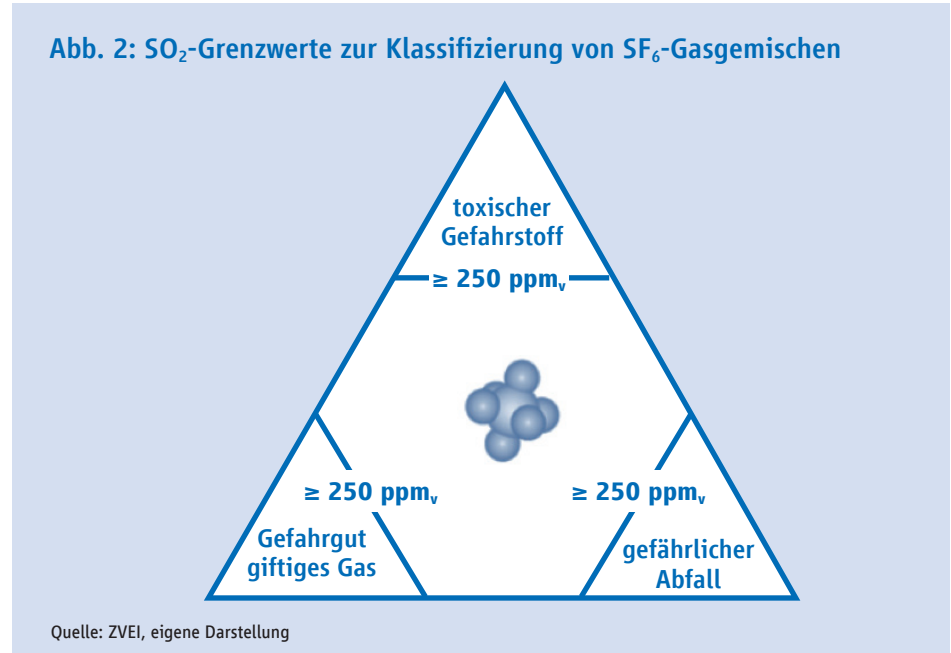 Abb. 2: SO₂-Grenzwerte zur Klassifizierung von SF₆-Gasgemischen
toxischer
Gefahrstoff
≥ 250 ppmᵥ
≥ 250 ppmᵥ
≥ 250 ppmᵥ
Gefahrgut
giftiges Gas
gefährlicher
Abfall
Quelle: ZVEI, eigene Darstellung